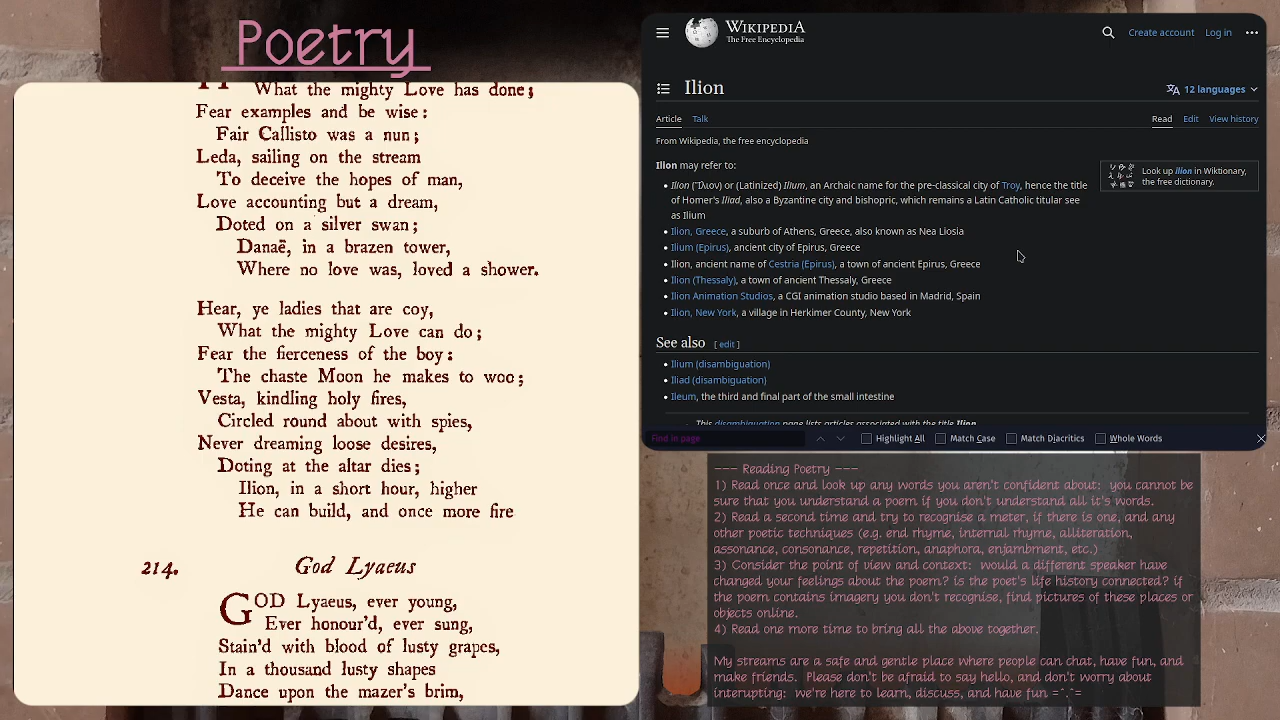 Poetry
What the mighty Love has done;
Fear examples and be wise:
Fair Callisto was a nun;
Leda, sailing on the stream
To deceive the hopes of man,
Love accounting but a dream,
Doted on a silver swan;
Danaë, in a brazen tower,
Where no love was, loved a shower.
Hear, ye ladies that are coy,
What the mighty Love can do;
Fear the fierceness of the boy:
The chaste Moon he makes to woo;
Vesta, kindling holy fires,
Circled round about with spies,
Never dreaming loose desires,
Doting at the altar dies;
Ilion, in a short hour, higher
He can build, and once more fire
214. God Lyaeus
GOD Lyaeus, ever young,
Ever honour'd, ever sung,
Stain'd with blood of lusty grapes,
In a thousand lusty shapes
Dance upon the mazer's brim,
WIKIPEDIA
The Free Encyclopedia
Create account Log in
Ilion
12 languages
Article Talk Read Edit View history
From Wikipedia, the free encyclopedia
Ilion may refer to:
Look up ilion in Wiktionary,
the free dictionary.
• Ilion (Ἴλιον) or (Latinized) Ilium, an Archaic name for the pre-classical city of Troy, hence the title
of Homer's Iliad, also a Byzantine city and bishopric, which remains a Latin Catholic titular see
as Ilium
• Ilion, Greece, a suburb of Athens, Greece, also known as Nea Liosia
• Ilium (Epirus), ancient city of Epirus, Greece
• Ilion, ancient name of Cestria (Epirus), a town of ancient Epirus, Greece
• Ilion (Thessaly), a town of ancient Thessaly, Greece
• Ilion Animation Studios, a CGI animation studio based in Madrid, Spain
• Ilion, New York, a village in Herkimer County, New York
See also [ edit ]
• Ilium (disambiguation)
• Iliad (disambiguation)
• Ileum, the third and final part of the small intestine
This disambiguation page lists articles associated with the title Ilion
Find in page Highlight All Match Case Match Diacritics Whole Words
--- Reading Poetry ---
1) Read once and look up any words you aren't confident about: you cannot be
sure that you understand a poem if you don't understand all it's words.
2) Read a second time and try to recognise a meter, if there is one, and any
other poetic techniques (e.g. end rhyme, internal rhyme, alliteration,
assonance, consonance, repetition, anaphora, enjambment, etc.)
3) Consider the point of view and context: would a different speaker have
changed your feelings about the poem? is the poet's life history connected? if
the poem contains imagery you don't recognise, find pictures of these places or
objects online.
4) Read one more time to bring all the above together.
My streams are a safe and gentle place where people can chat, have fun, and
make friends. Please don't be afraid to say hello, and don't worry about
interupting: we're here to learn, discuss, and have fun =^.^=